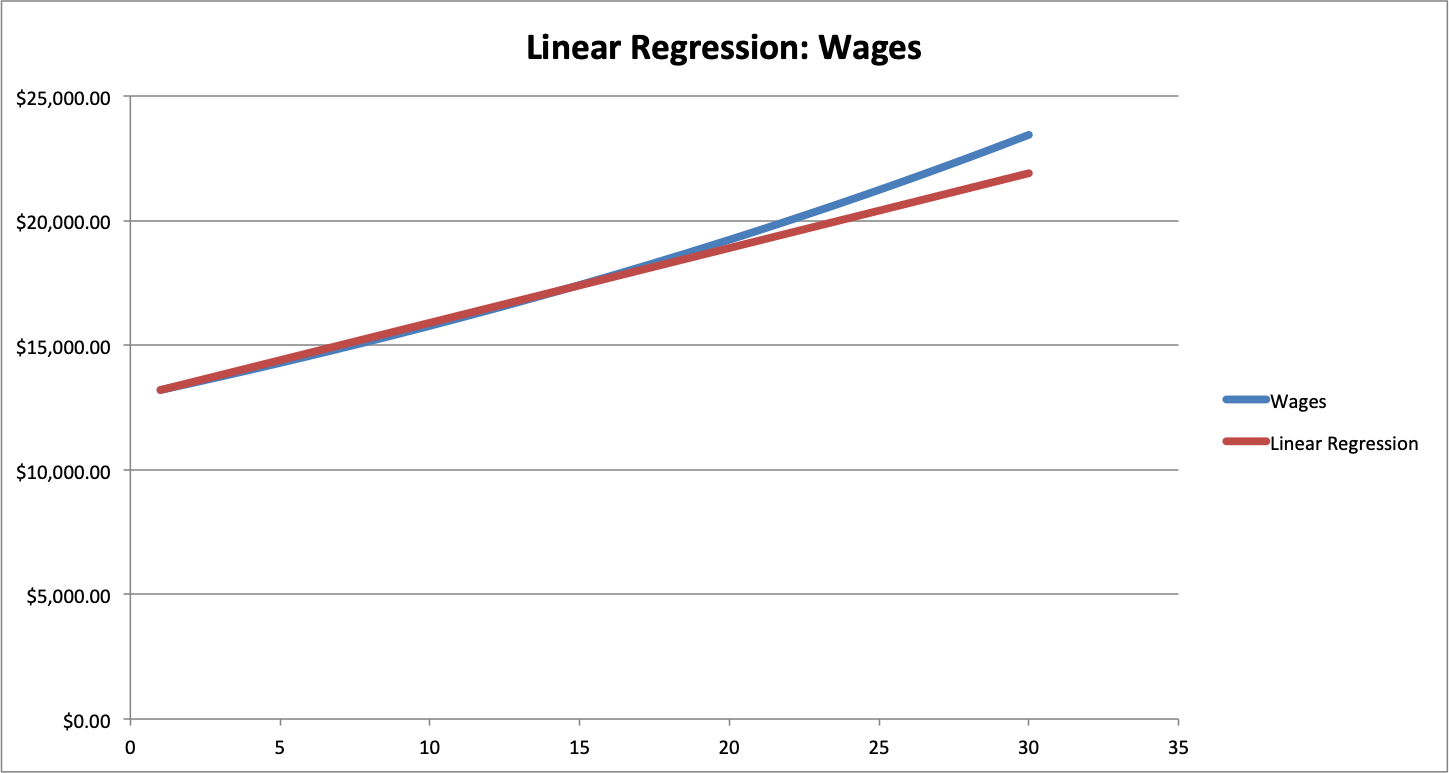 Linear Regression: Wages
$25,000.00
$20,000.00
$15,000.00
$10,000.00
$5,000.00
$0.00
0 5 10 15 20 25 30 35
Wages
Linear Regression